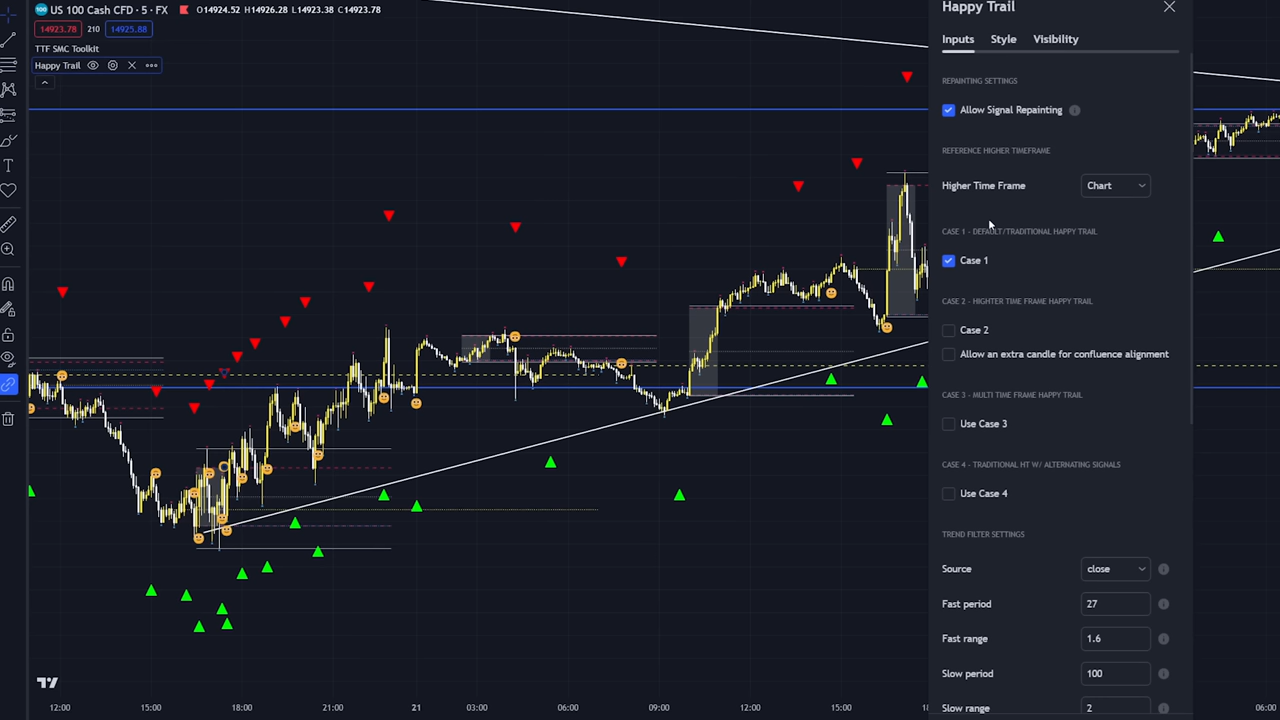 100 US 100 Cash CFD · 5 · FX O14924.52 H14926.28 L14923.38 C14923.78
14923.78 210 14925.88
TTF SMC Toolkit
Happy Trail
Happy Trail
Inputs Style Visibility
REPAINTING SETTINGS
Allow Signal Repainting
REFERENCE HIGHER TIMEFRAME
Higher Time Frame Chart
CASE 1 - DEFAULT/TRADITIONAL HAPPY TRAIL
Case 1
CASE 2 - HIGHTER TIME FRAME HAPPY TRAIL
Case 2
Allow an extra candle for confluence alignment
CASE 3 - MULTI TIME FRAME HAPPY TRAIL
Use Case 3
CASE 4 - TRADITIONAL HT W/ ALTERNATING SIGNALS
Use Case 4
TREND FILTER SETTINGS
Source close
Fast period 27
Fast range 1.6
Slow period 100
Slow range 2
12:00 15:00 18:00 21:00 21 03:00 06:00 09:00 12:00 15:00 18 06:00